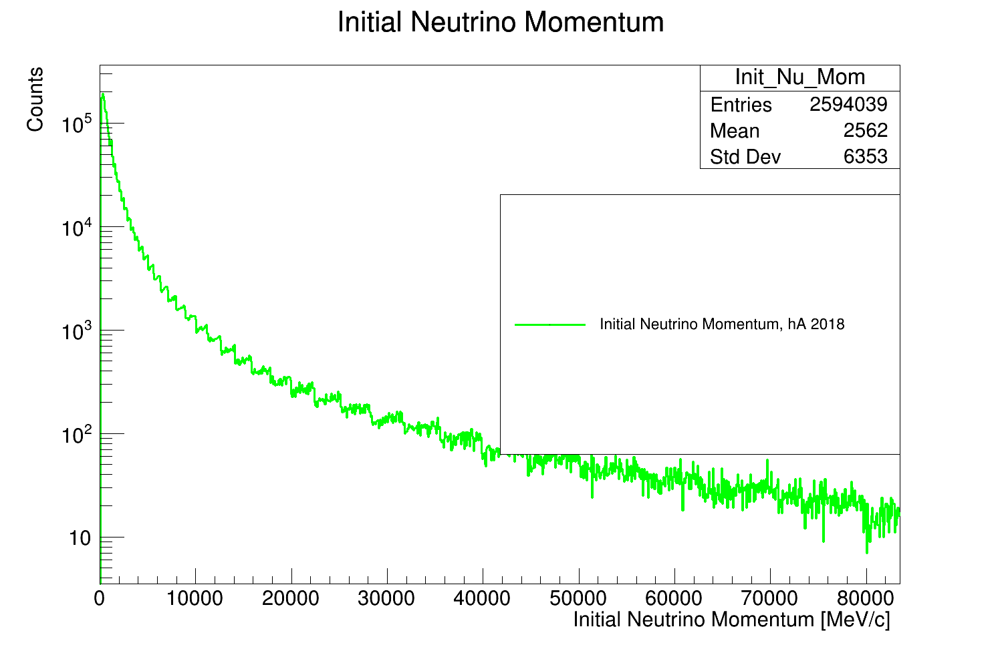 Initial Neutrino Momentum
Counts
Init_Nu_Mom
Entries 2594039
Mean 2562
Std Dev 6353
10^5
10^4
10^3
10^2
10
Initial Neutrino Momentum, hA 2018
0 10000 20000 30000 40000 50000 60000 70000 80000
Initial Neutrino Momentum [MeV/c]